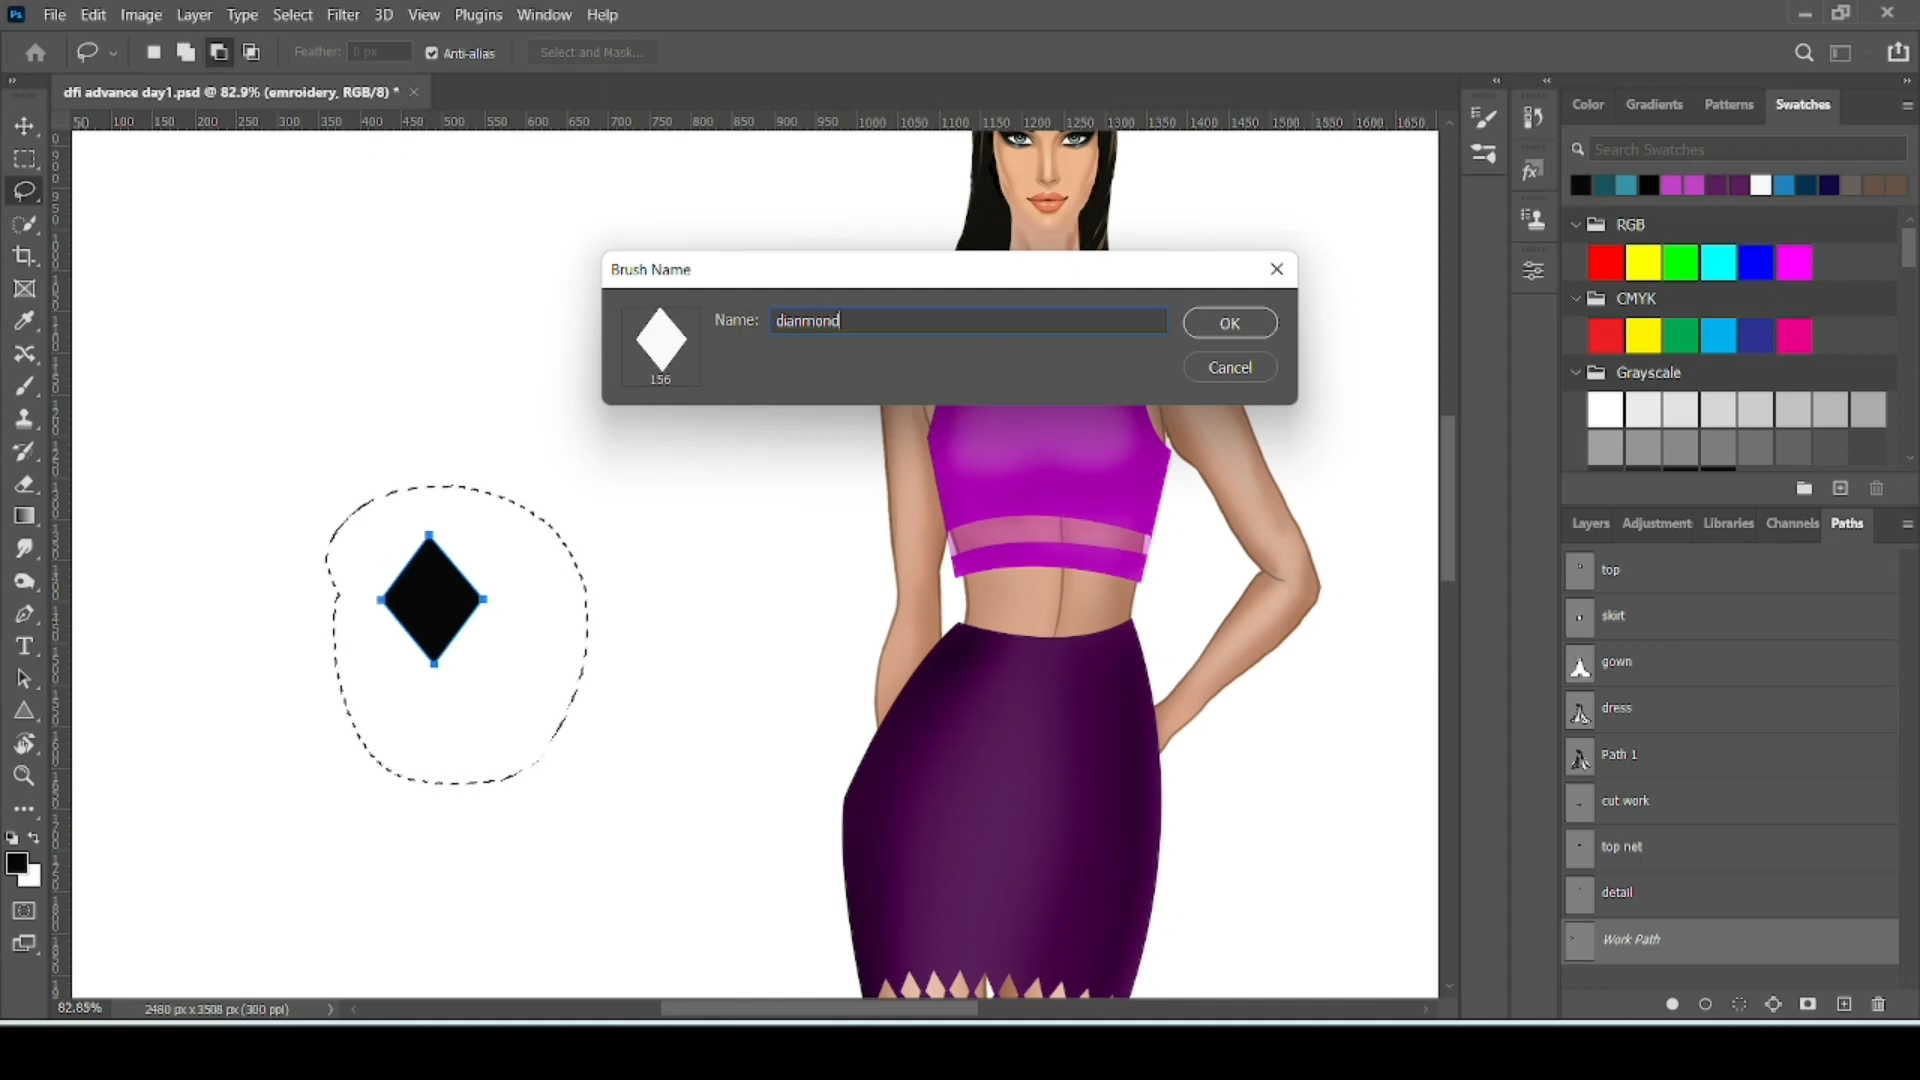 Ps File Edit Image Layer Type Select Filter 3D View Plugins Window Help
Feather: 0 px Anti-alias Select and Mask...
dfi advance day1.psd @ 82.9% (emroidery, RGB/8) *
50 100 150 200 250 300 350 400 450 500 550 600 650 700 750 800 850 900 950 1000 1050 1100 1150 1200 1250 1300 1350 1400 1450 1500 1550 1600 1650
Color Gradients Patterns Swatches
Search Swatches
RGB
CMYK
Grayscale
Brush Name
Name: dianmond
156
OK
Cancel
Layers Adjustment Libraries Channels Paths
top
skirt
gown
dress
Path 1
cut work
top net
detail
Work Path
82.85% 2480 px x 3508 px (300 ppi)